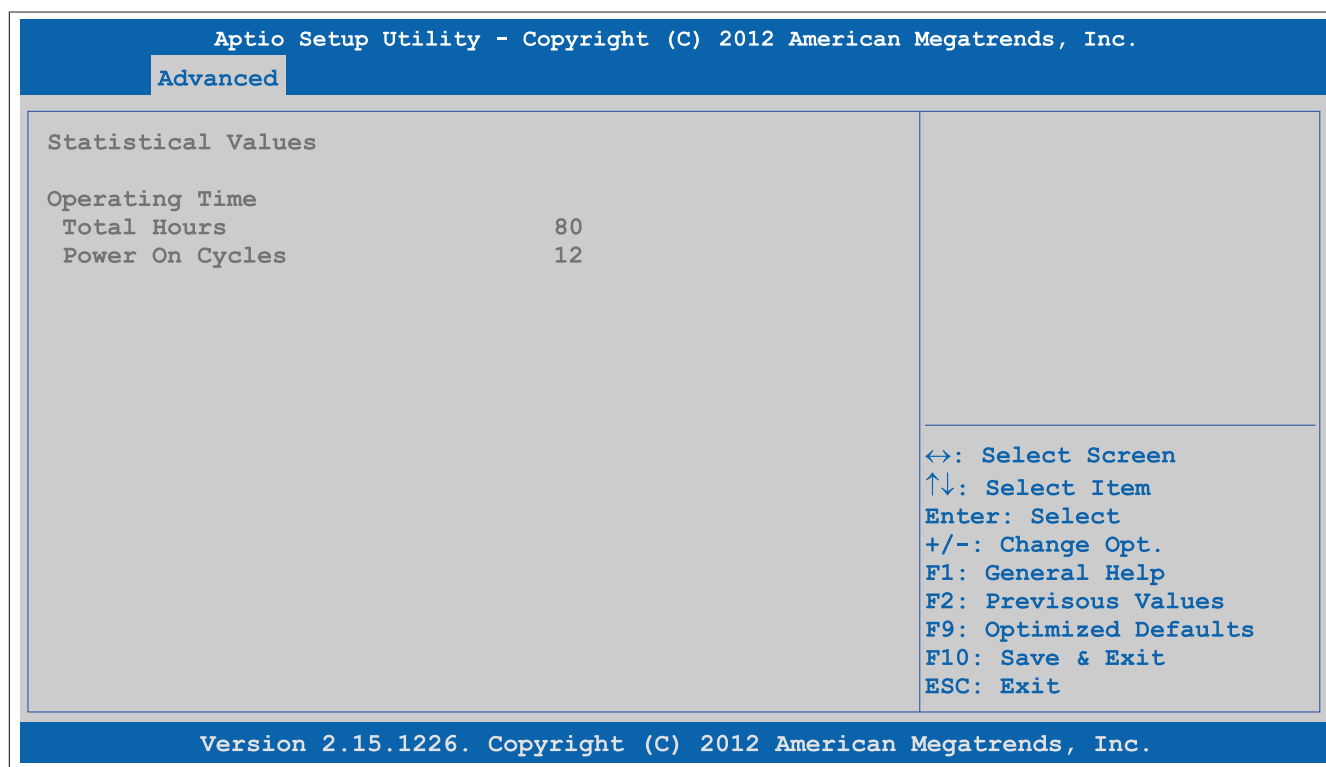 Aptio Setup Utility - Copyright (C) 2012 American Megatrends, Inc.
Advanced
Statistical Values
Operating Time
Total Hours 80
Power On Cycles 12
↔: Select Screen
↑↓: Select Item
Enter: Select
+/-: Change Opt.
F1: General Help
F2: Previsous Values
F9: Optimized Defaults
F10: Save & Exit
ESC: Exit
Version 2.15.1226. Copyright (C) 2012 American Megatrends, Inc.